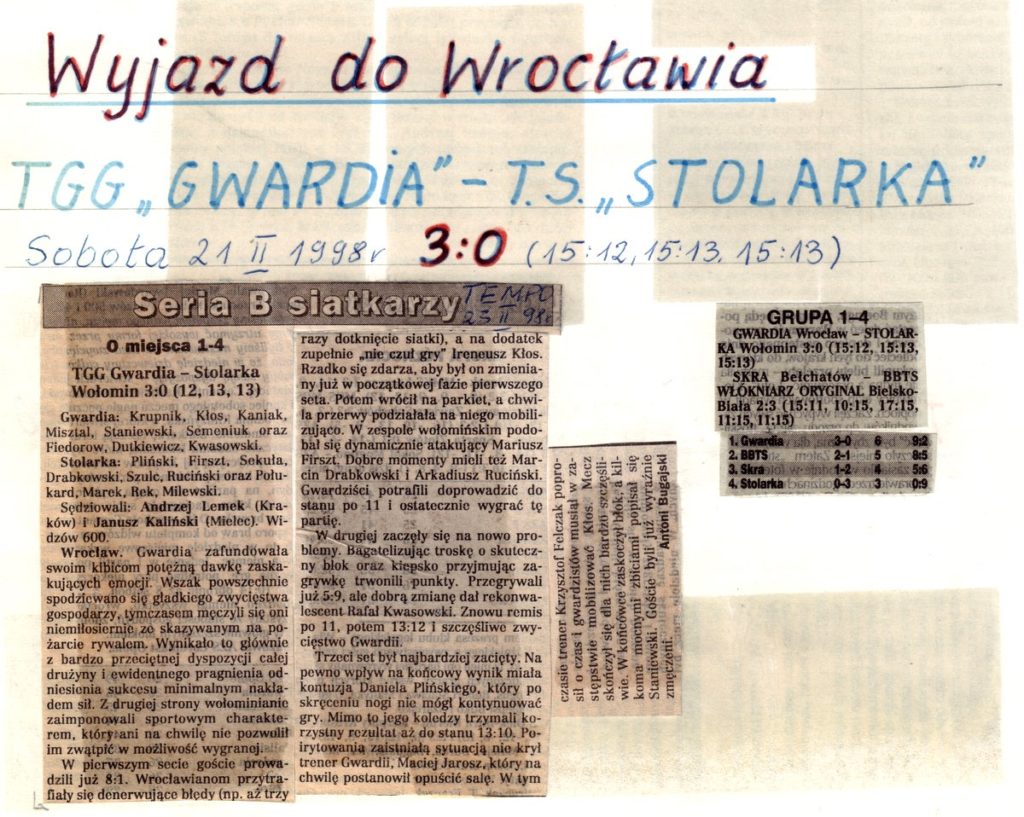 Wyjazd do Wrocławia
TGG „GWARDIA” – T.S. „STOLARKA”
Sobota 21 II 1998r 3:0 (15:12, 15:13, 15:13)
Seria B siatkarzy
TEMPO
23 II 98r
O miejsca 1-4
TGG Gwardia – Stolarka
Wołomin 3:0 (12, 13, 13)
Gwardia: Krupnik, Kłos, Kaniak,
Misztal, Staniewski, Semeniuk oraz
Fiedorow, Dutkiewicz, Kwasowski.
Stolarka: Pliński, Firszt, Sekuła,
Drabkowski, Szulc, Ruciński oraz Połu-
kard, Marek, Rek, Milewski.
Sędziowali: Andrzej Lemek (Kra-
ków) i Janusz Kaliński (Mielec). Wi-
dzów 600.
Wrocław. Gwardia zafundowała
swoim kibicom potężną dawkę zaska-
kujących emocji. Wszak powszechnie
spodziewano się gładkiego zwycięstwa
gospodarzy, tymczasem męczyli się oni
niemiłosiernie ze skazywanym na po-
żarcie rywalem. Wynikało to głównie
z bardzo przeciętnej dyspozycji całej
drużyny i ewidentnego pragnienia od-
niesienia sukcesu minimalnym nakła-
dem sił. Z drugiej strony wołominianie
zaimponowali sportowym charakte-
rem, który ani na chwilę nie pozwolił
im zwątpić w możliwość wygranej.
W pierwszym secie goście prowa-
dzili już 8:1. Wrocławianom przytra-
fiały się denerwujące błędy (np. aż trzy
razy dotknięcie siatki), a na dodatek
zupełnie „nie czuł gry” Ireneusz Kłos.
Rzadko się zdarza, aby był on zmienia-
ny już w początkowej fazie pierwszego
seta. Potem wrócił na parkiet, a chwi-
la przerwy podziałała na niego mobili-
zująco. W zespole wołomińskim podo-
bał się dynamicznie atakujący Mariusz
Firszt. Dobre momenty mieli też Mar-
cin Drabkowski i Arkadiusz Ruciński.
Gwardziści potrafili doprowadzić do
stanu po 11 i ostatecznie wygrać tę
partię.
W drugiej zaczęły się na nowo pro-
blemy. Bagatelizując troskę o skutecz-
ny blok oraz kiepsko przyjmując za-
grywkę trwonili punkty. Przegrywali
już 5:9, ale dobrą zmianę dał rekonwa-
lescent Rafał Kwasowski. Znowu remis
po 11, potem 13:12 i szczęśliwe zwy-
cięstwo Gwardii.
Trzeci set był najbardziej zacięty. Na
pewno wpływ na końcowy wynik miała
kontuzja Daniela Plińskiego, który po
skręceniu nogi nie mógł kontynuować
gry. Mimo to jego koledzy trzymali ko-
rzystny rezultat aż do stanu 13:10. Po-
irytowania zaistniałą sytuacją nie krył
trener Gwardii, Maciej Jarosz, który na
chwilę postanowił opuścić salę. W tym
czasie trener Krzysztof Felczak popro-
sił o czas i gwardzistów musiał w za-
stępstwie mobilizować Kłos. Mecz
skończył się dla nich bardzo szczęśli-
wie. W końcówce zaskoczył blok, a kil-
koma mocnymi zbiciami popisał się
Staniewski. Goście byli już wyraźnie
zmęczeni.
Antoni Bugajski
GRUPA 1–4
GWARDIA Wrocław – STOLAR-
KA Wołomin 3:0 (15:12, 15:13,
15:13)
SKRA Bełchatów – BBTS
WŁÓKNIARZ ORYGINAL Bielsko-
Biała 2:3 (15:11, 10:15, 17:15,
11:15, 11:15)
1. Gwardia 3-0 6 9:2
2. BBTS 2-1 5 8:5
3. Skra 1-2 4 5:6
4. Stolarka 0-3 3 0:9